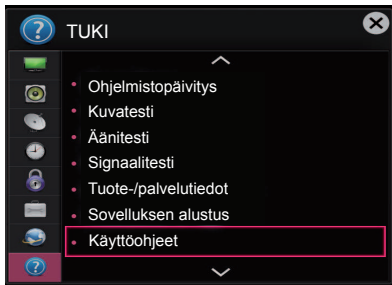 TUKI
Ohjelmistopäivitys
Kuvatesti
Äänitesti
Signaalitesti
Tuote-/palvelutiedot
Sovelluksen alustus
Käyttöohjeet